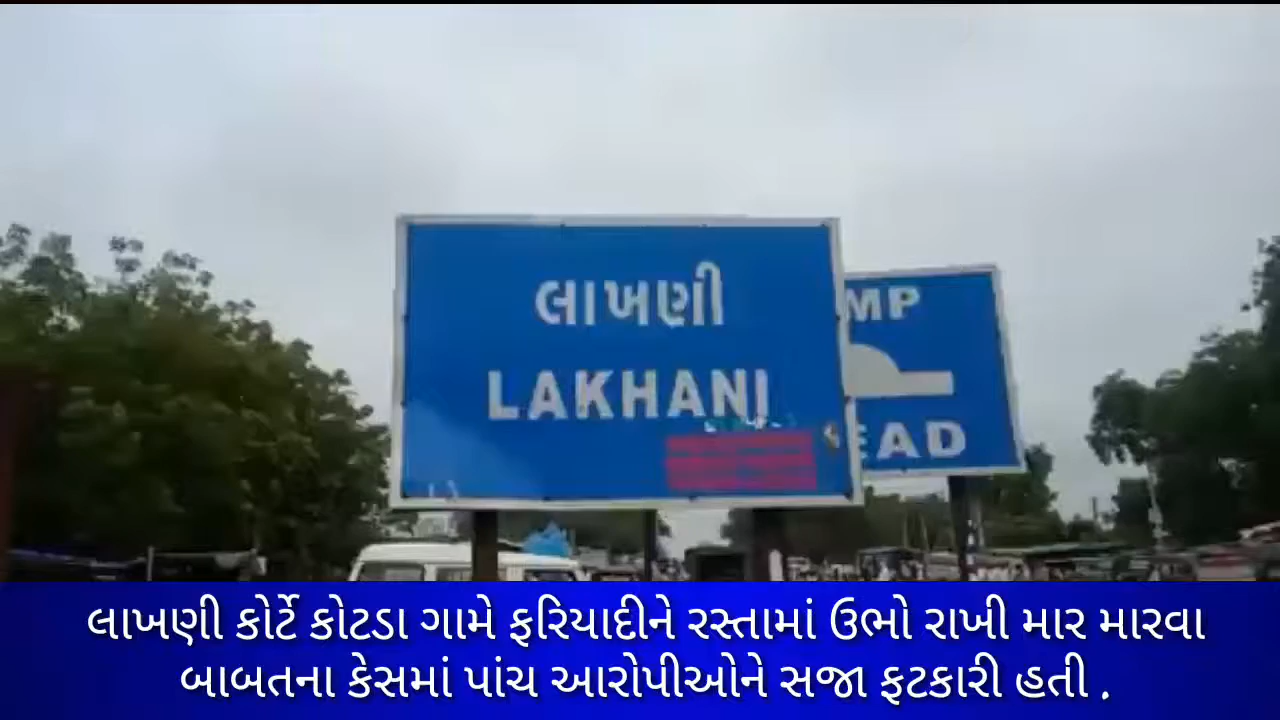 લાખણી
LAKHANI
MP
EAD
લાખણી કોર્ટે કોટડા ગામે ફરિયાદીને રસ્તામાં ઉભો રાખી માર મારવા
બાબતના કેસમાં પાંચ આરોપીઓને સજા ફટકારી હતી .